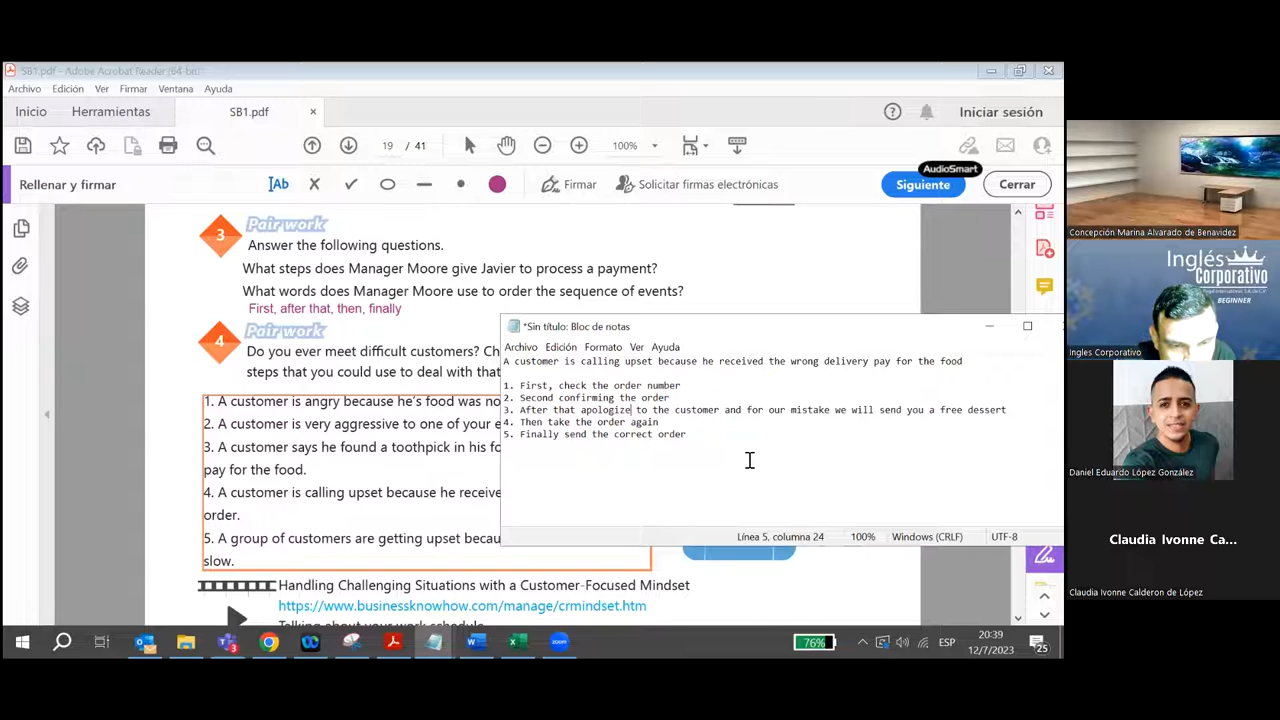 SB1.pdf - Adobe Acrobat Reader (64-bit)
Archivo Edición Ver Firmar Ventana Ayuda
Inicio Herramientas SB1.pdf × Iniciar sesión
19 / 41 100%
AudioSmart
Rellenar y firmar Ab Firmar Solicitar firmas electrónicas Siguiente Cerrar
3 Pair work
Answer the following questions.
What steps does Manager Moore give Javier to process a payment?
What words does Manager Moore use to order the sequence of events?
First, after that, then, finally
4 Pair work
Do you ever meet difficult customers? Ch
steps that you could use to deal with that
1. A customer is angry because he's food was no
2. A customer is very aggressive to one of your e
3. A customer says he found a toothpick in his fo
pay for the food.
4. A customer is calling upset because he receive
order.
5. A group of customers are getting upset becau
slow.
Handling Challenging Situations with a Customer-Focused Mindset
https://www.businessknowhow.com/manage/crmindset.htm
Talking about your work schedule
*Sin título: Bloc de notas
Archivo Edición Formato Ver Ayuda
A customer is calling upset because he received the wrong delivery pay for the food
1. First, check the order number
2. Second confirming the order
3. After that apologize to the customer and for our mistake we will send you a free dessert
4. Then take the order again
5. Finally send the correct order
Línea 5, columna 24 100% Windows (CRLF) UTF-8
76% ESP 20:39
12/7/2023 25
Concepción Marina Alvarado de Benavidez
Inglés
Corporativo
BEGINNER
Ingles Corporativo
Daniel Eduardo López González
Claudia Ivonne Ca...
Claudia Ivonne Calderon de López